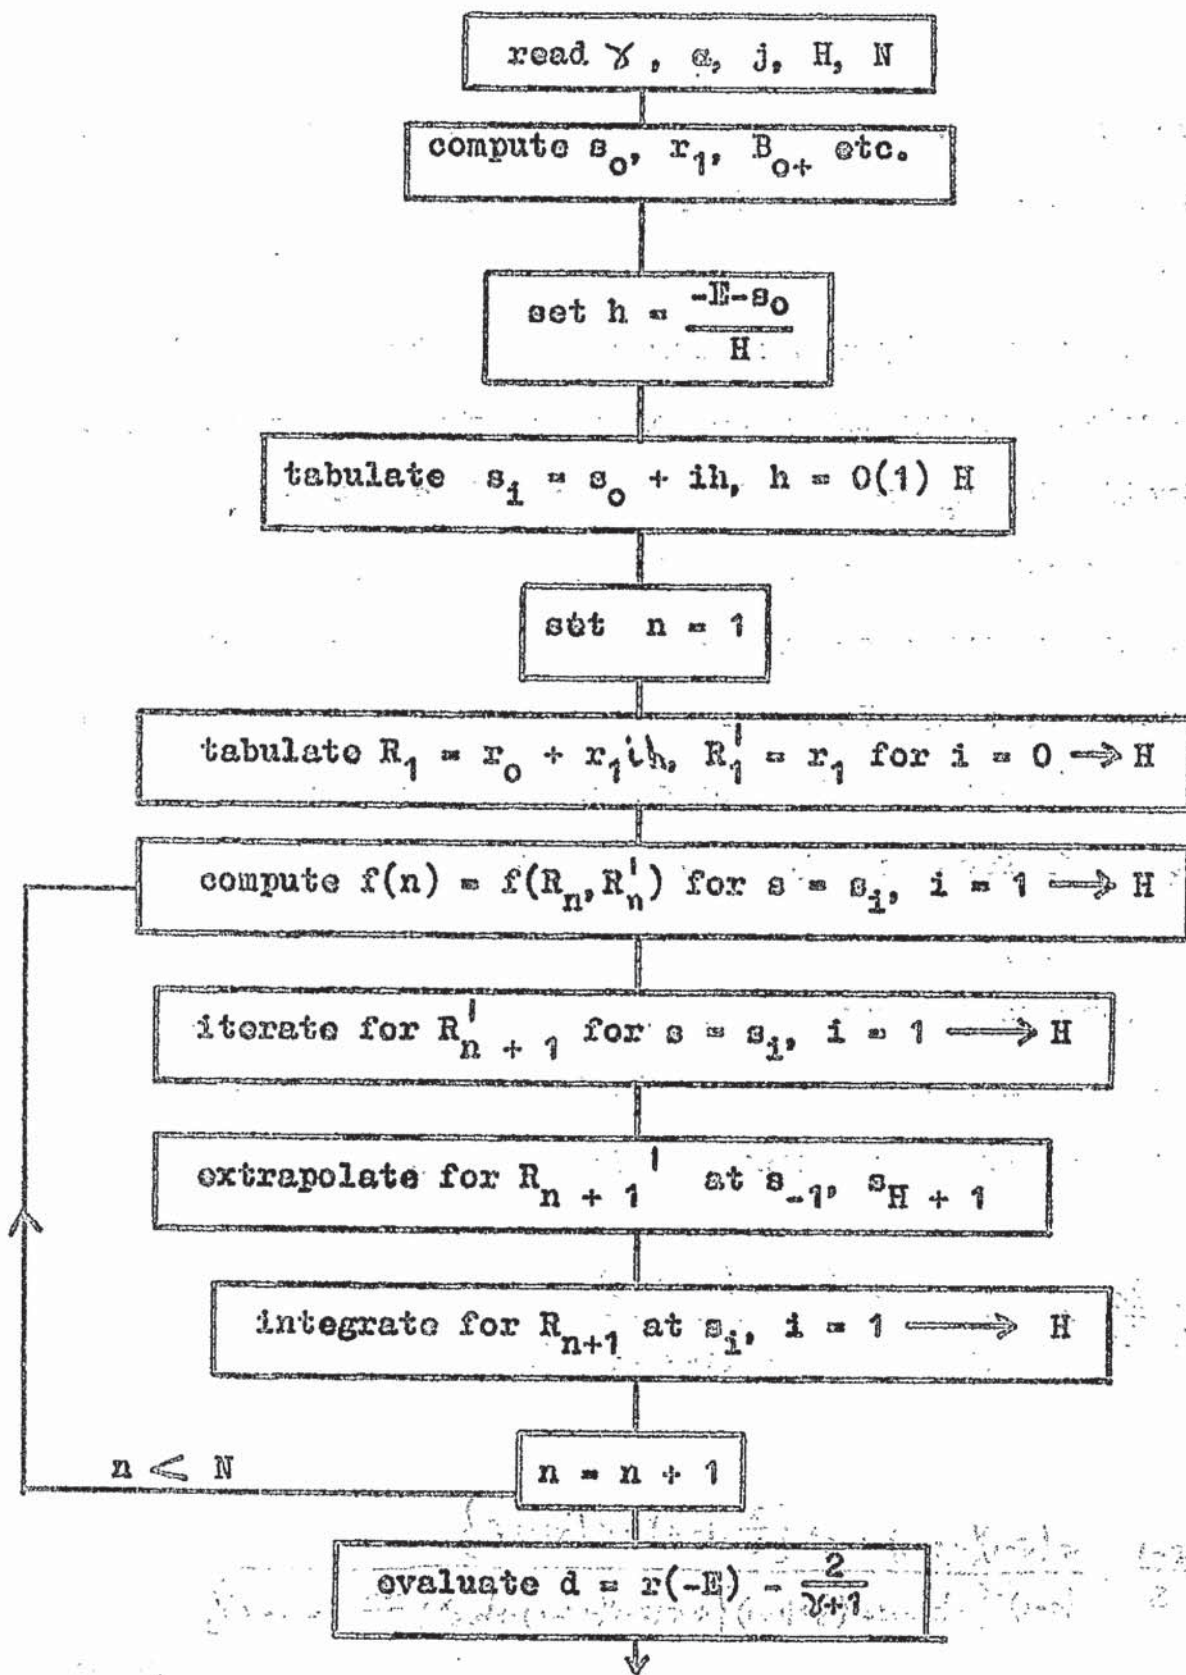 read γ, α, j, H, N
compute s₀, r₁, B₀₊ etc.
set h = (-E-s₀)/H
tabulate sᵢ = s₀ + ih, h = 0(1) H
set n = 1
tabulate R₁ = r₀ + r₁ih, R₁' = r₁ for i = 0 → H
compute f(n) = f(Rₙ,Rₙ') for s = sᵢ, i = 1 → H
iterate for R'ₙ ₊ ₁ for s = sᵢ, i = 1 → H
extrapolate for Rₙ ₊ ₁' at s₋₁, s_H + 1
integrate for Rₙ₊₁ at sᵢ, i = 1 → H
n < N
n = n + 1
evaluate d = r(-E) - 2/(γ+1)